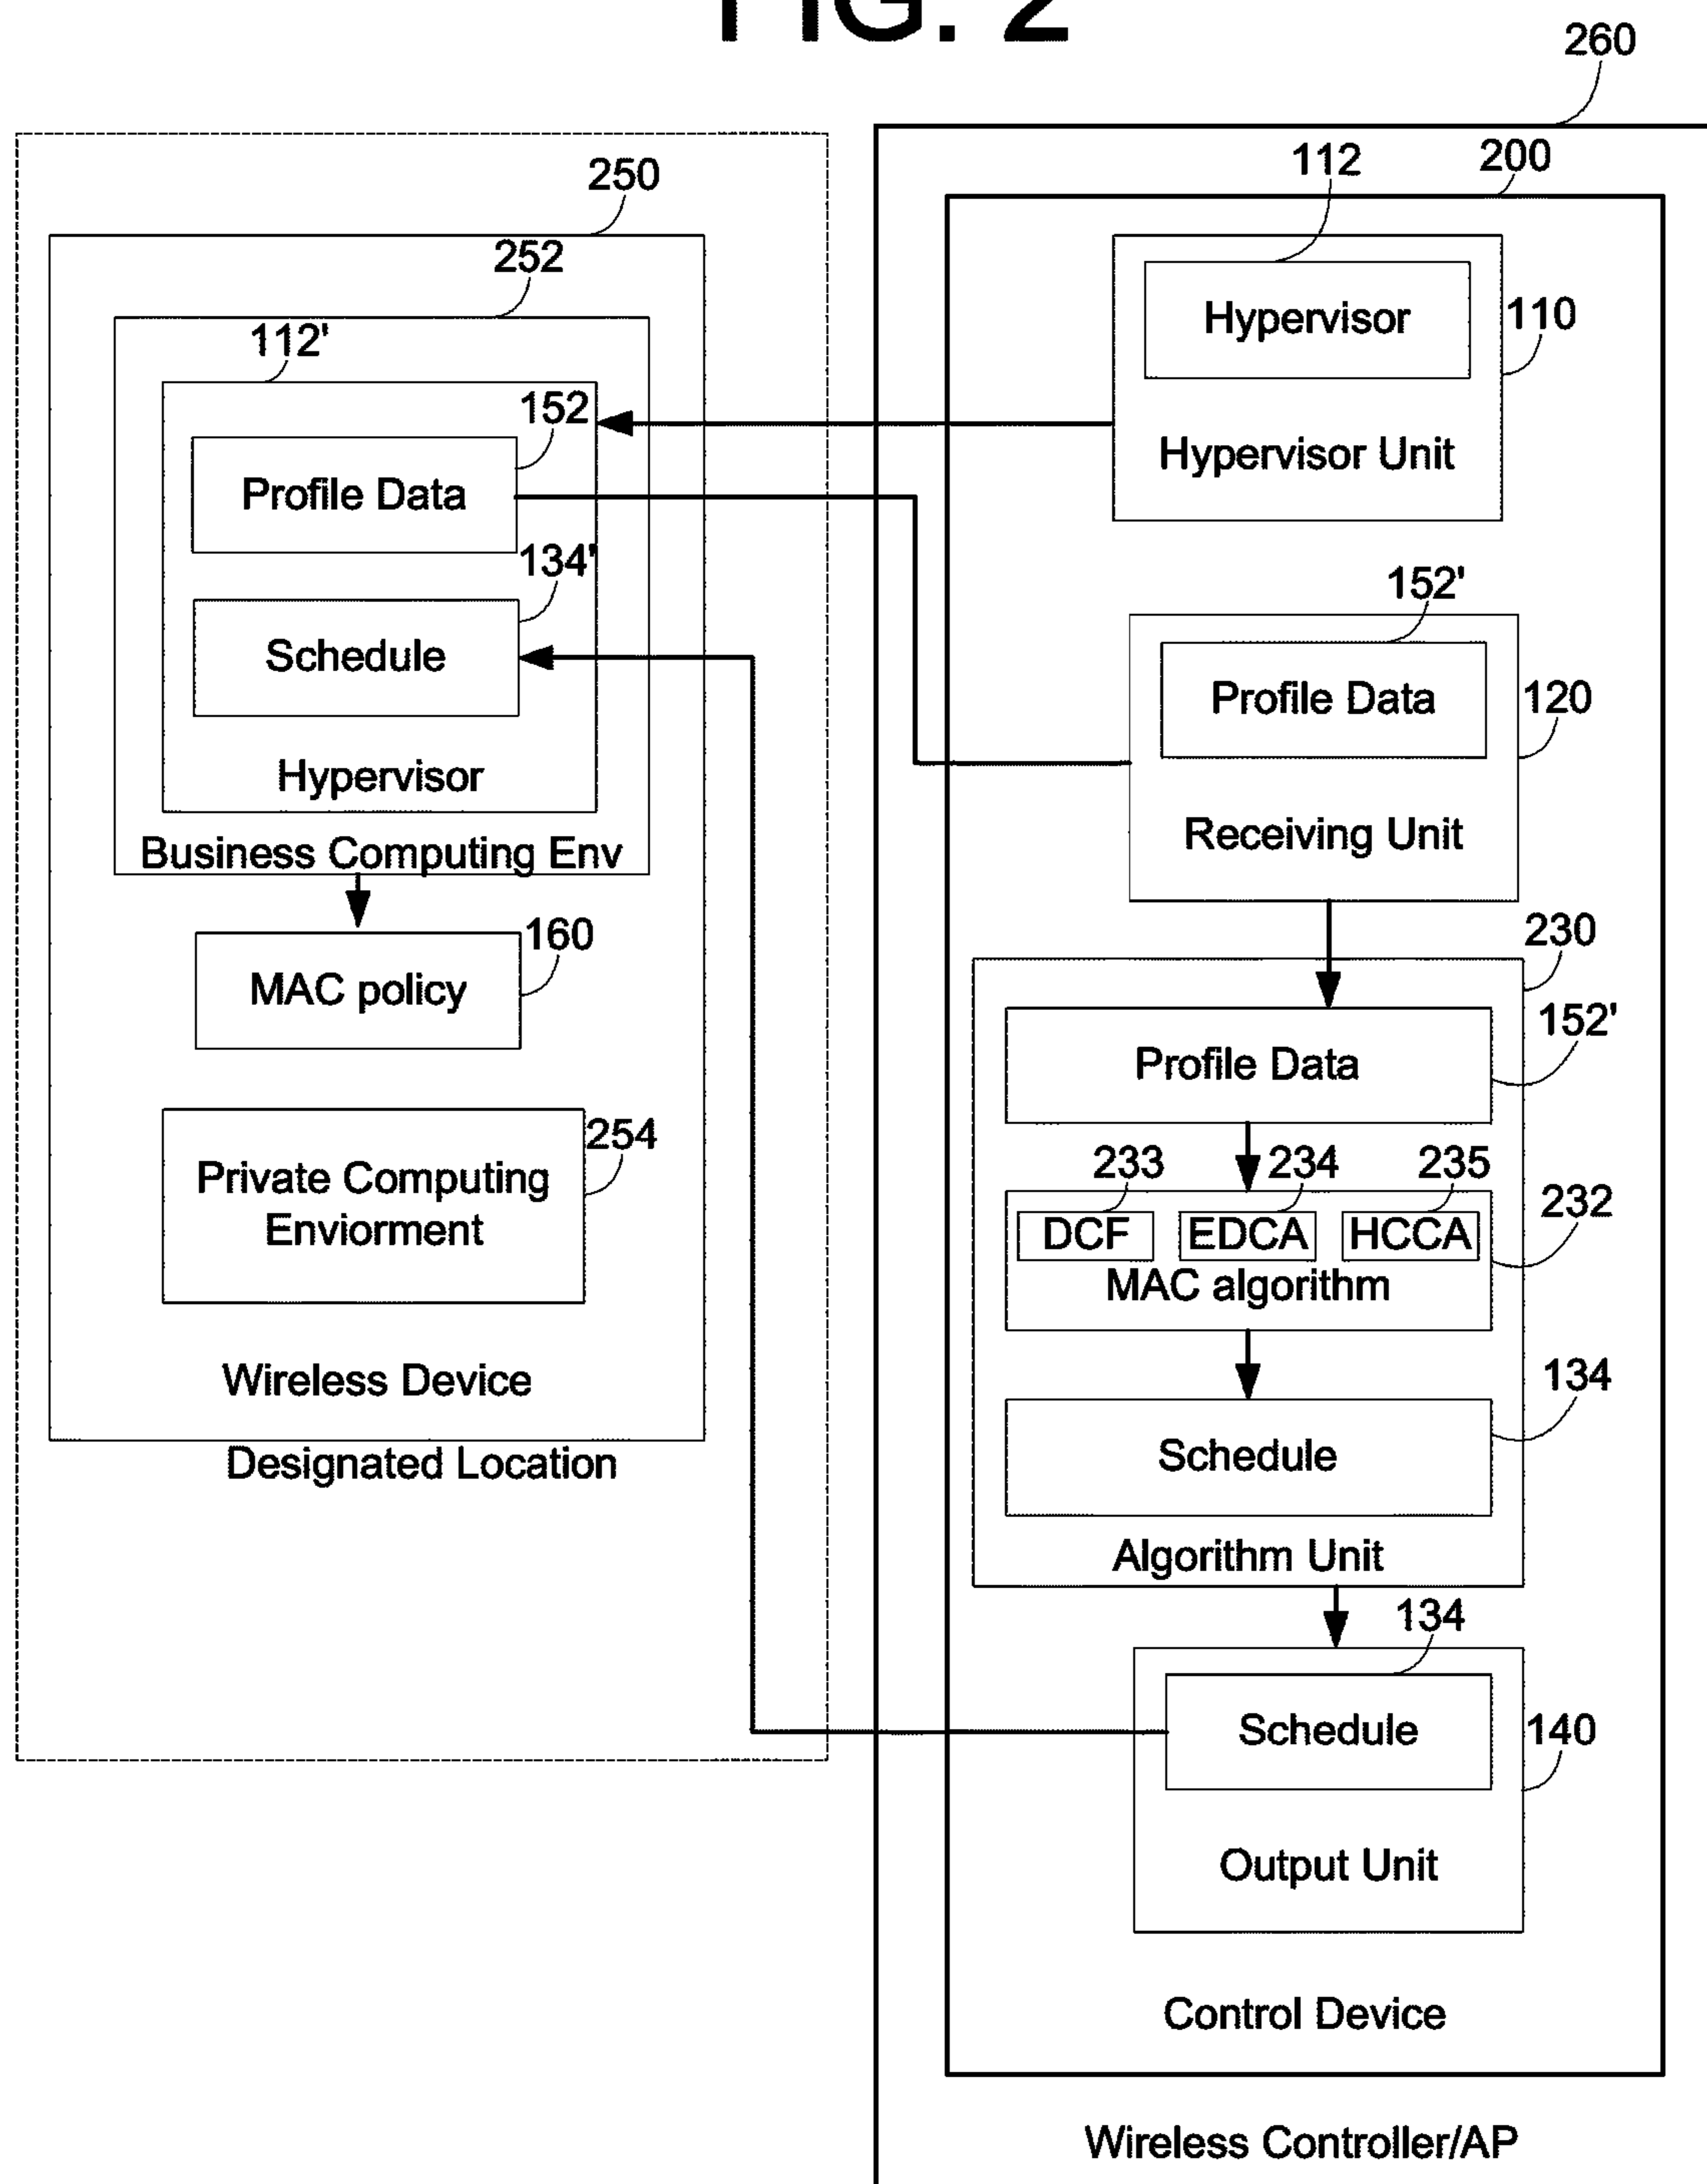 FIG. 2
260
250
252
112'
152
Profile Data
134'
Schedule
Hypervisor
Business Computing Env
160
MAC policy
254
Private Computing
Enviorment
Wireless Device
Designated Location
200
112
Hypervisor
110
Hypervisor Unit
152'
Profile Data
120
Receiving Unit
230
152'
Profile Data
233 234 235
232
DCF EDCA HCCA
MAC algorithm
134
Schedule
Algorithm Unit
134
Schedule
140
Output Unit
Control Device
Wireless Controller/AP